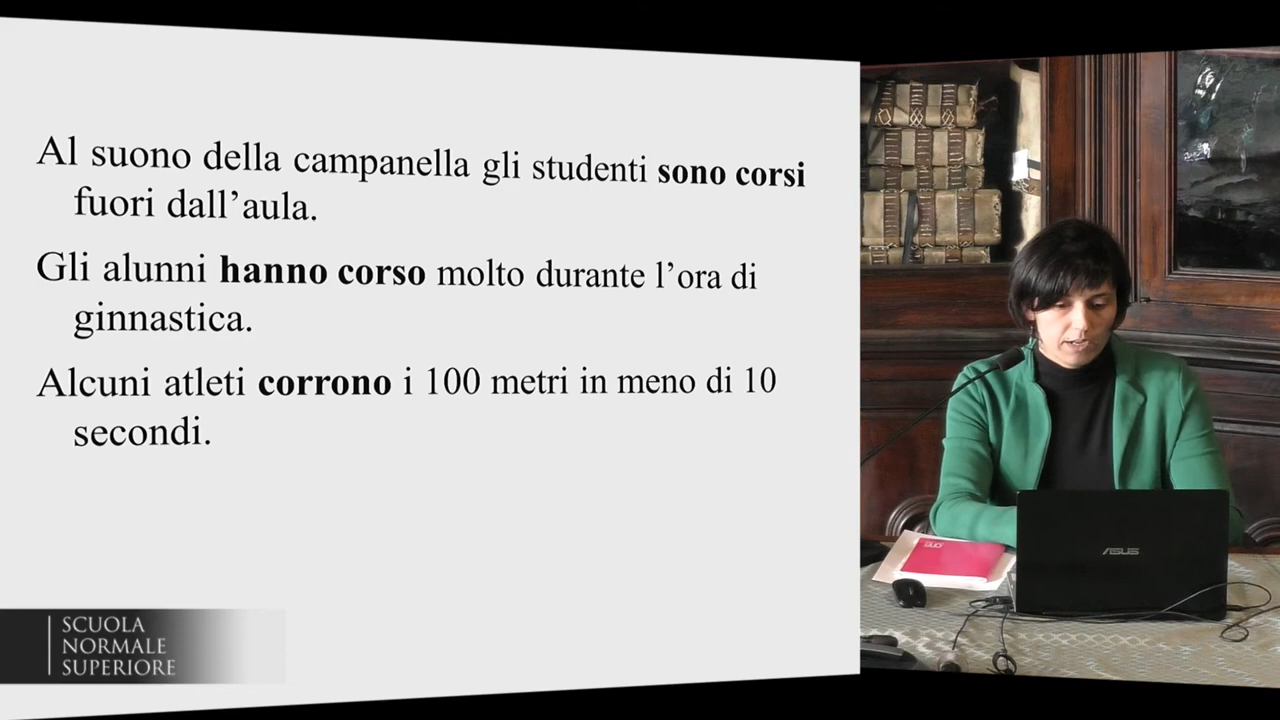 Al suono della campanella gli studenti sono corsi
fuori dall’aula.
Gli alunni hanno corso molto durante l’ora di
ginnastica.
Alcuni atleti corrono i 100 metri in meno di 10
secondi.
SCUOLA
NORMALE
SUPERIORE
ASUS